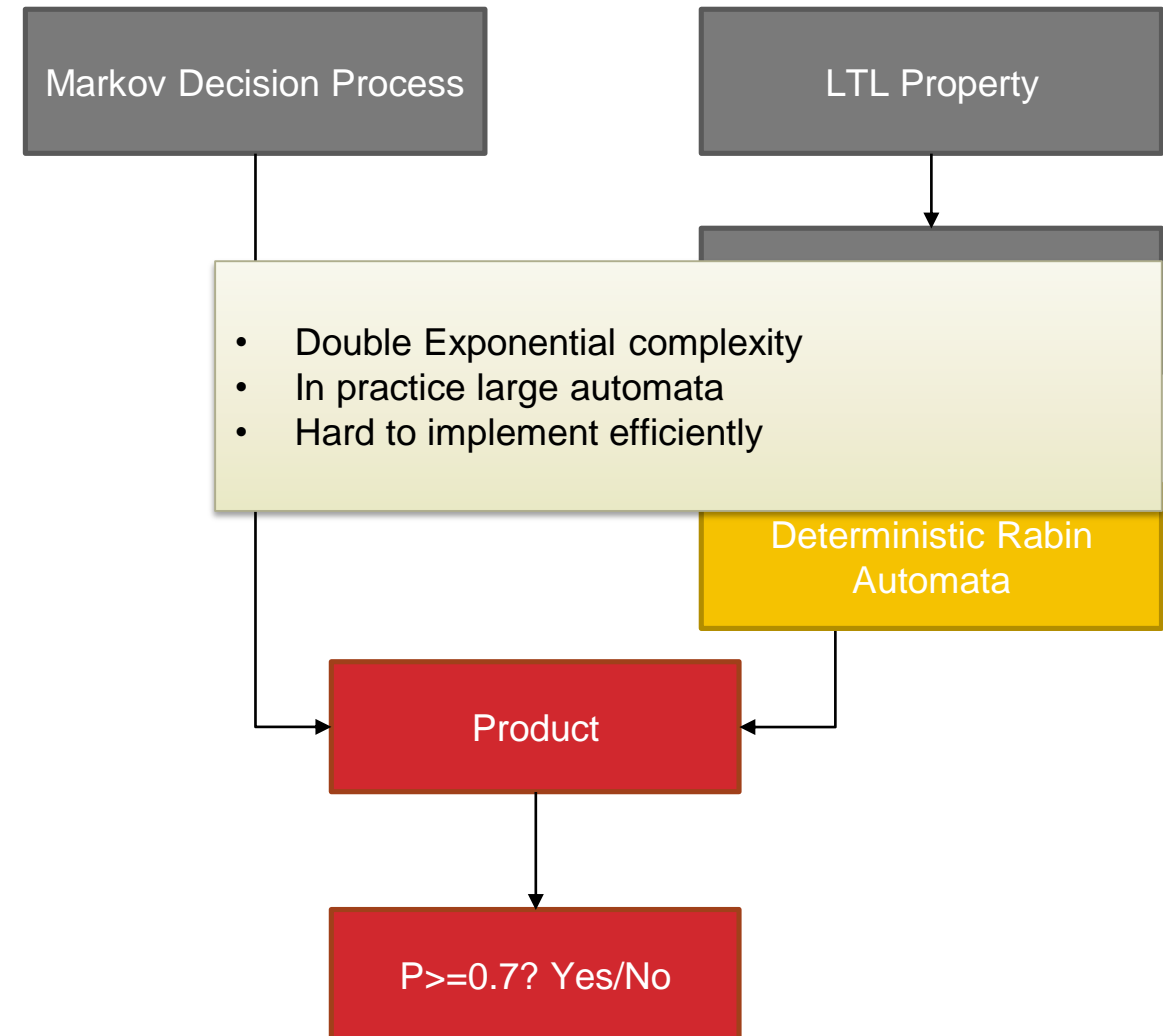 Markov Decision Process
LTL Property
• Double Exponential complexity
• In practice large automata
• Hard to implement efficiently
Deterministic Rabin
Automata
Product
P>=0.7? Yes/No